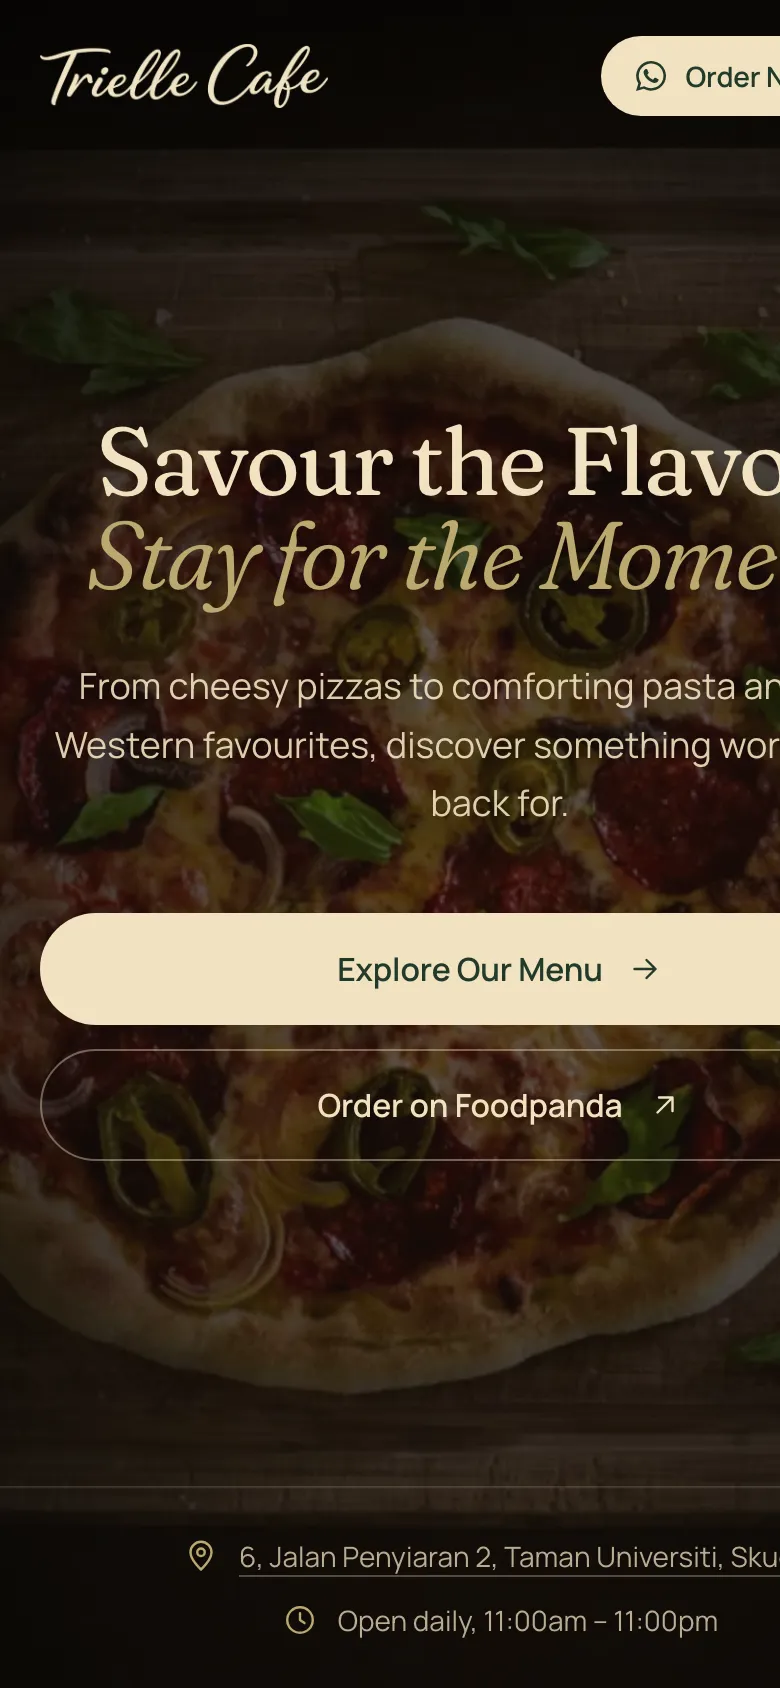 Trielle Cafe
Order N
Savour the Flavo
Stay for the Mome
From cheesy pizzas to comforting pasta an
Western favourites, discover something wor
back for.
Explore Our Menu
Order on Foodpanda
6, Jalan Penyiaran 2, Taman Universiti, Sku
Open daily, 11:00am – 11:00pm